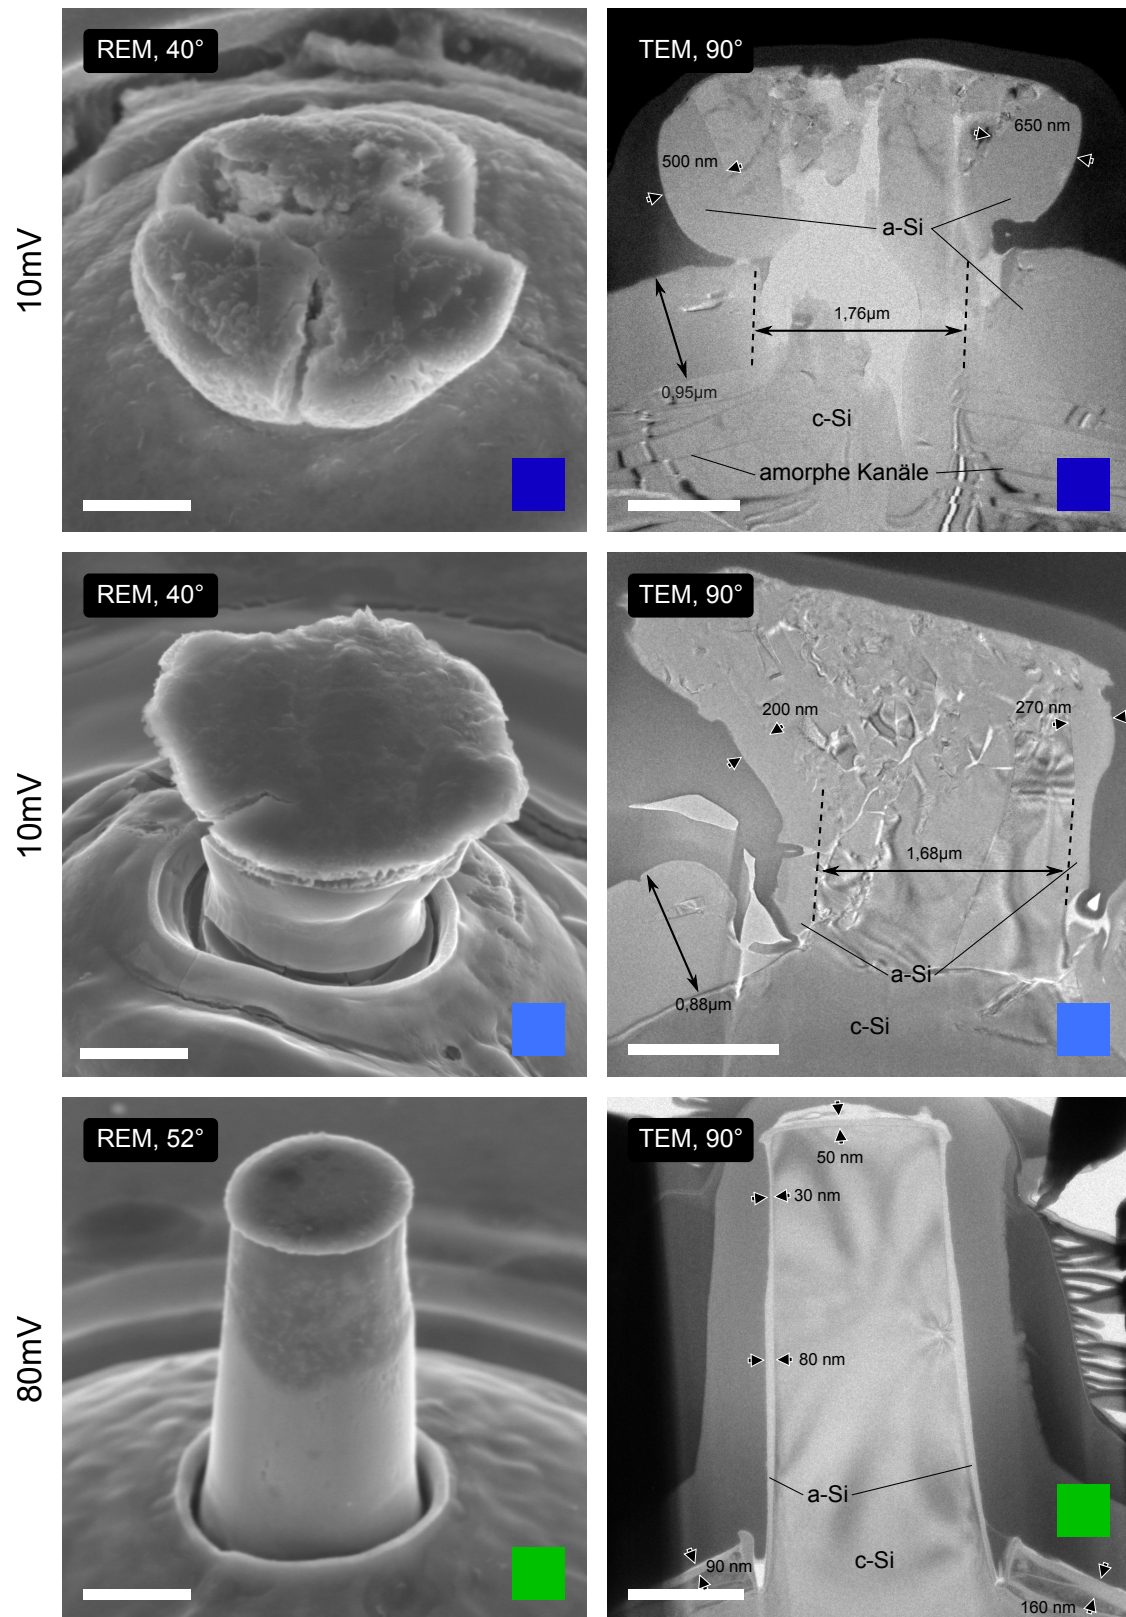 10mV
REM, 40°
TEM, 90°
650 nm
500 nm
a-Si
1,76µm
0,95µm
c-Si
amorphe Kanäle
10mV
REM, 40°
TEM, 90°
200 nm
270 nm
1,68µm
a-Si
0,88µm
c-Si
80mV
REM, 52°
TEM, 90°
50 nm
30 nm
80 nm
a-Si
c-Si
90 nm
160 nm